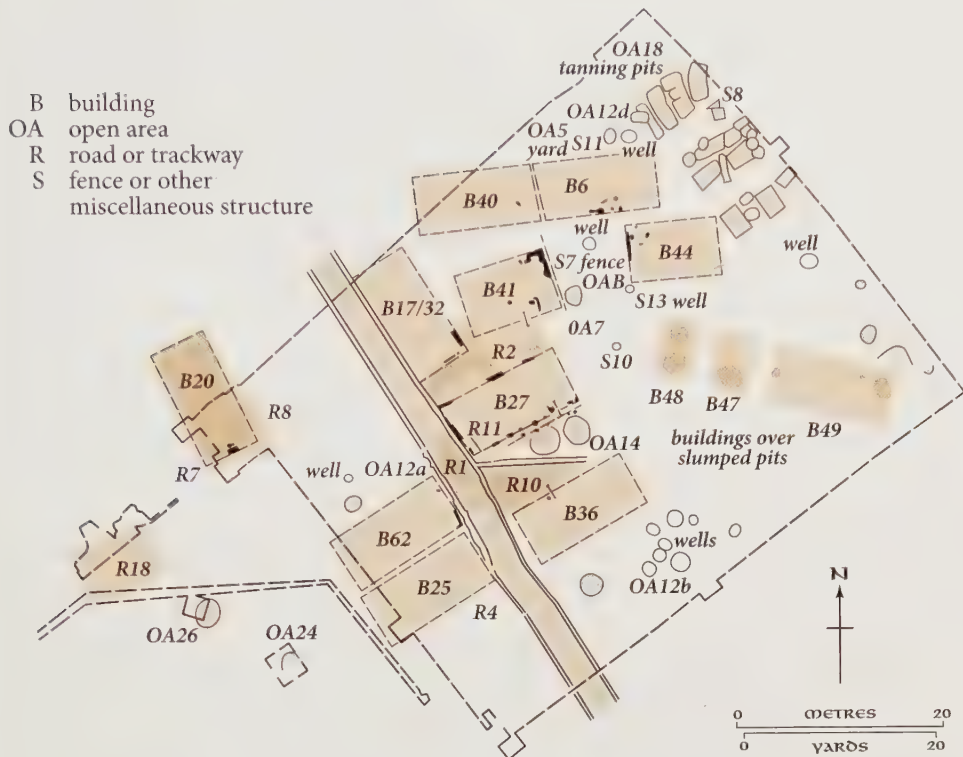 B building
OA open area
R road or trackway
S fence or other
miscellaneous structure
OA18
tanning pits
S8
OA12d
OA5
yard
S11
well
B40
B6
well
B44
well
S7 fence
OAB
B41
S13 well
B17/32
0A7
R2
S10
B20
B27
B48
B47
R8
B49
R11
OA14
buildings over
slumped pits
R7
well
OA12a
R1
R10
B36
B62
wells
R18
B25
OA12b
R4
N
OA26
OA24
0 METRES 20
0 YARDS 20